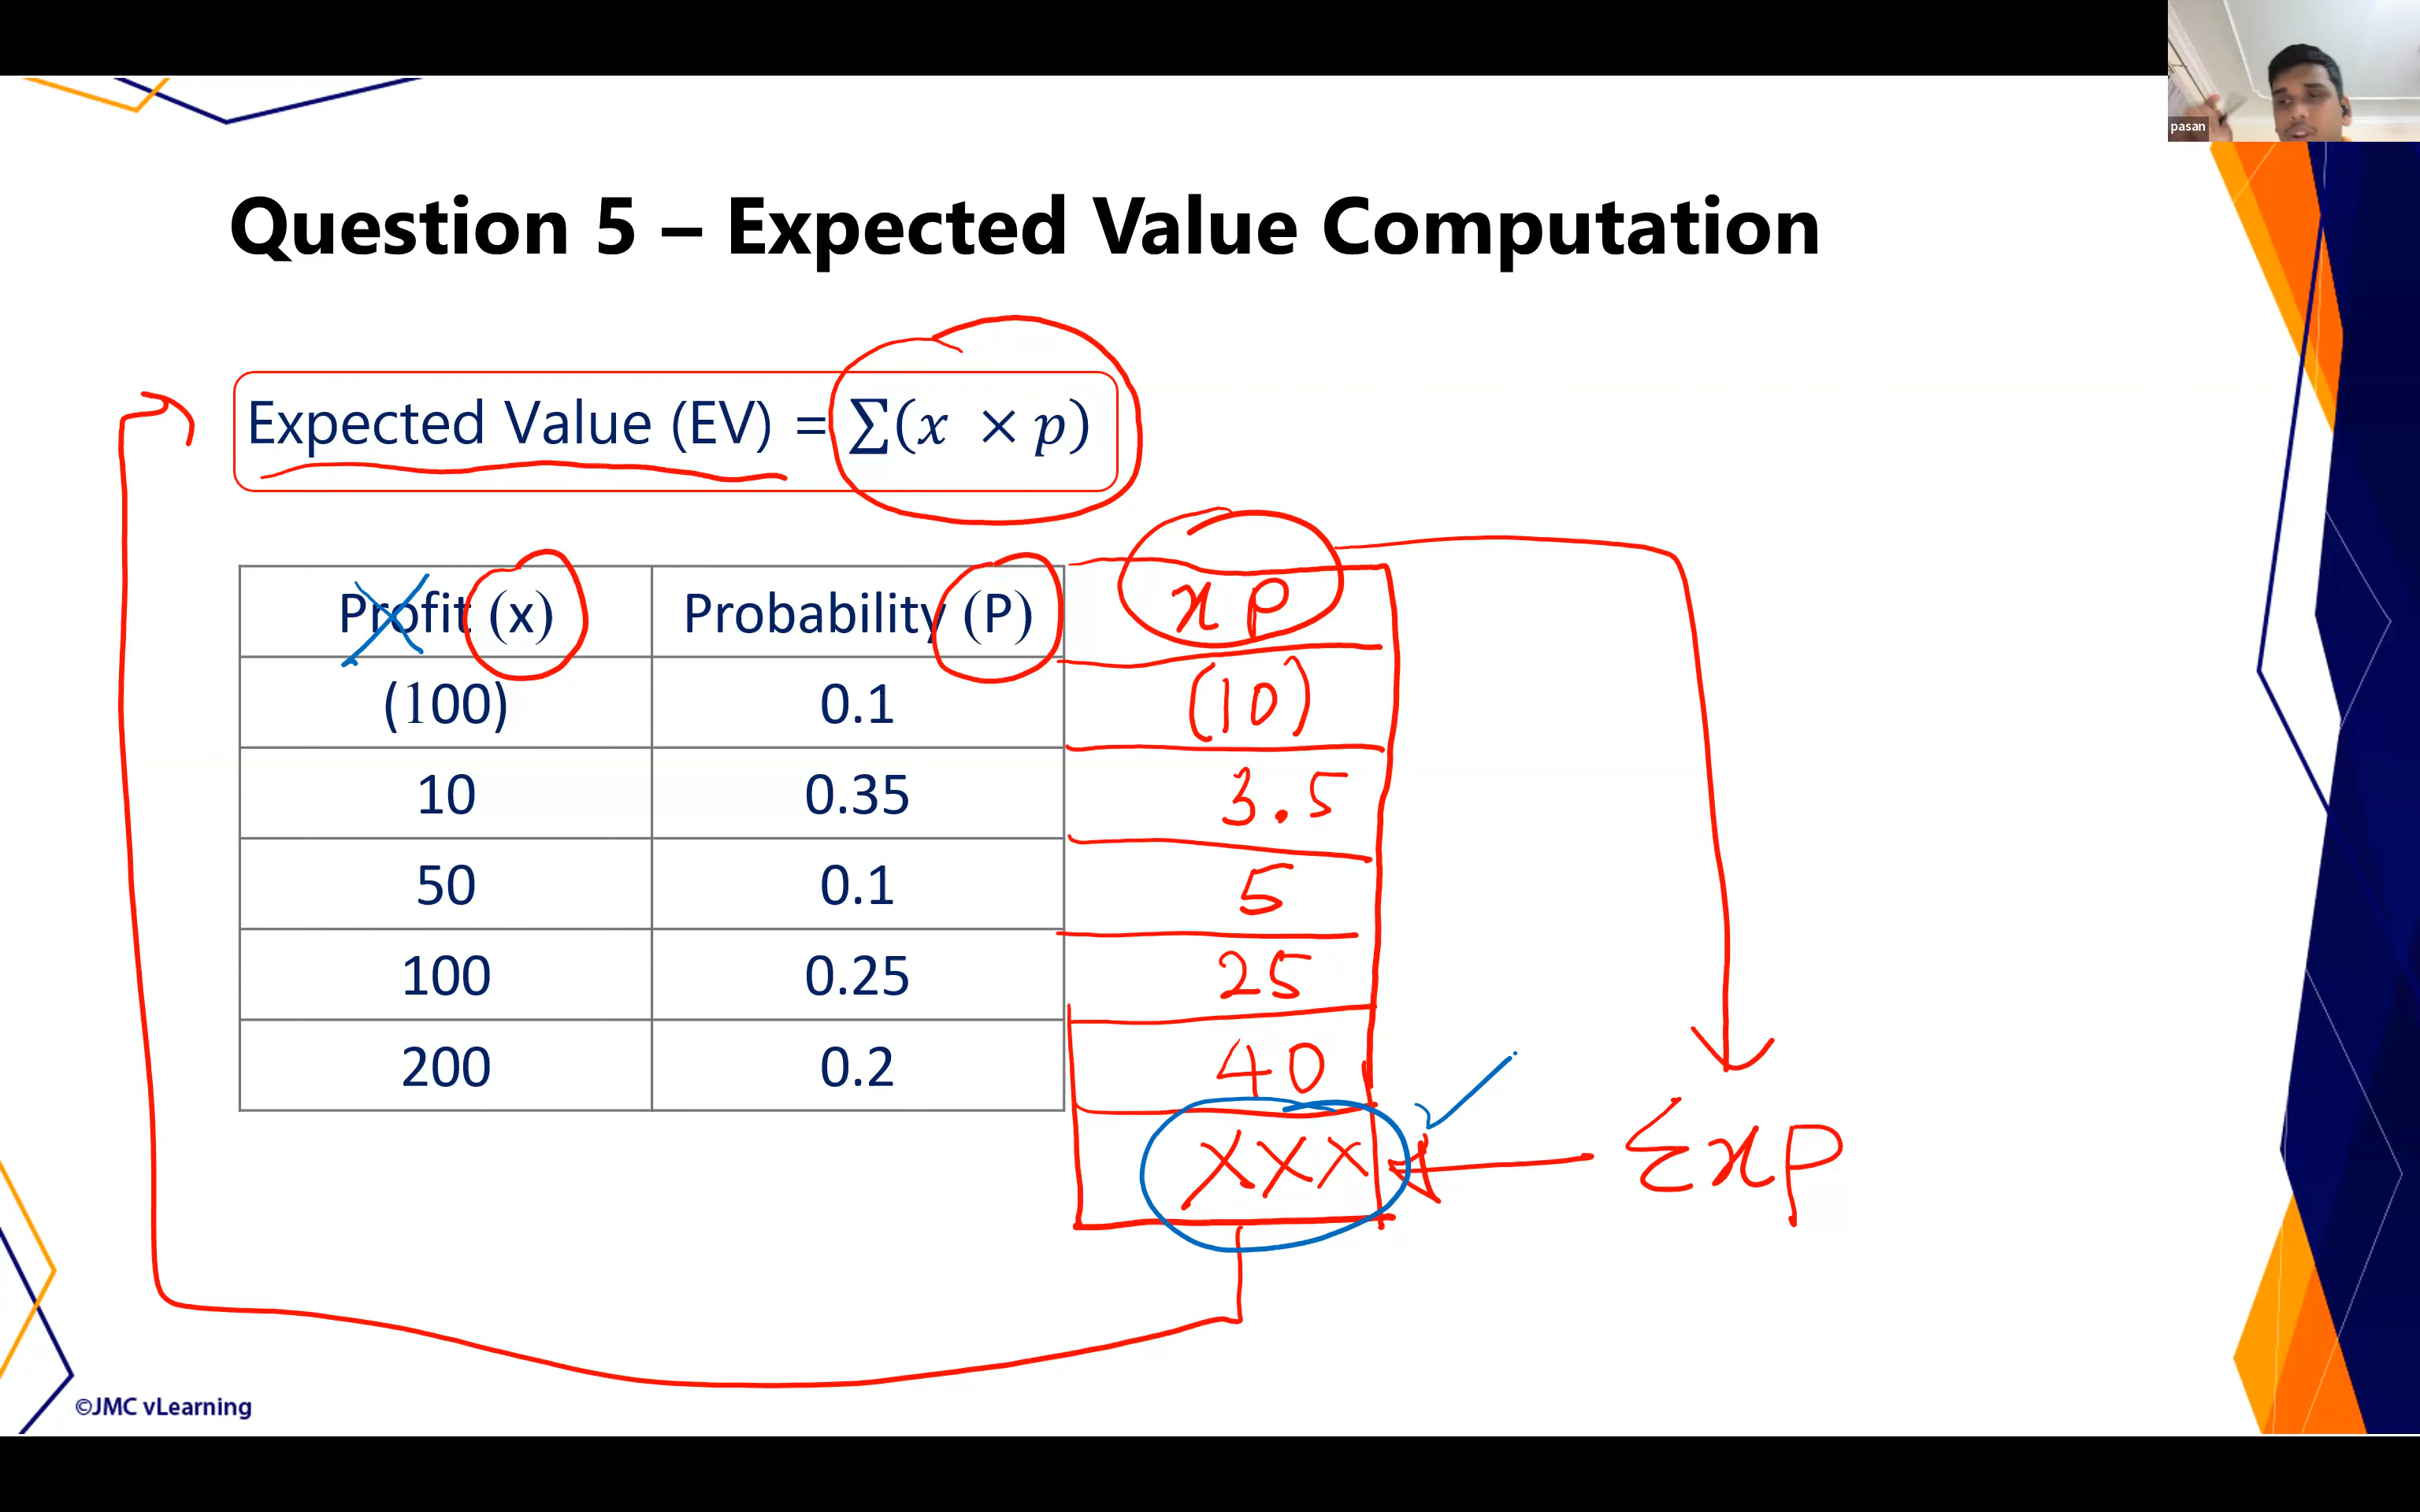 pasan
Question 5 – Expected Value Computation
Expected Value (EV) = ∑(x × p)
Profit (x) Probability (P) x p
(100) 0.1 (10)
10 0.35 3.5
50 0.1 5
100 0.25 25
200 0.2 40
XXX
Σxp
©JMC vLearning